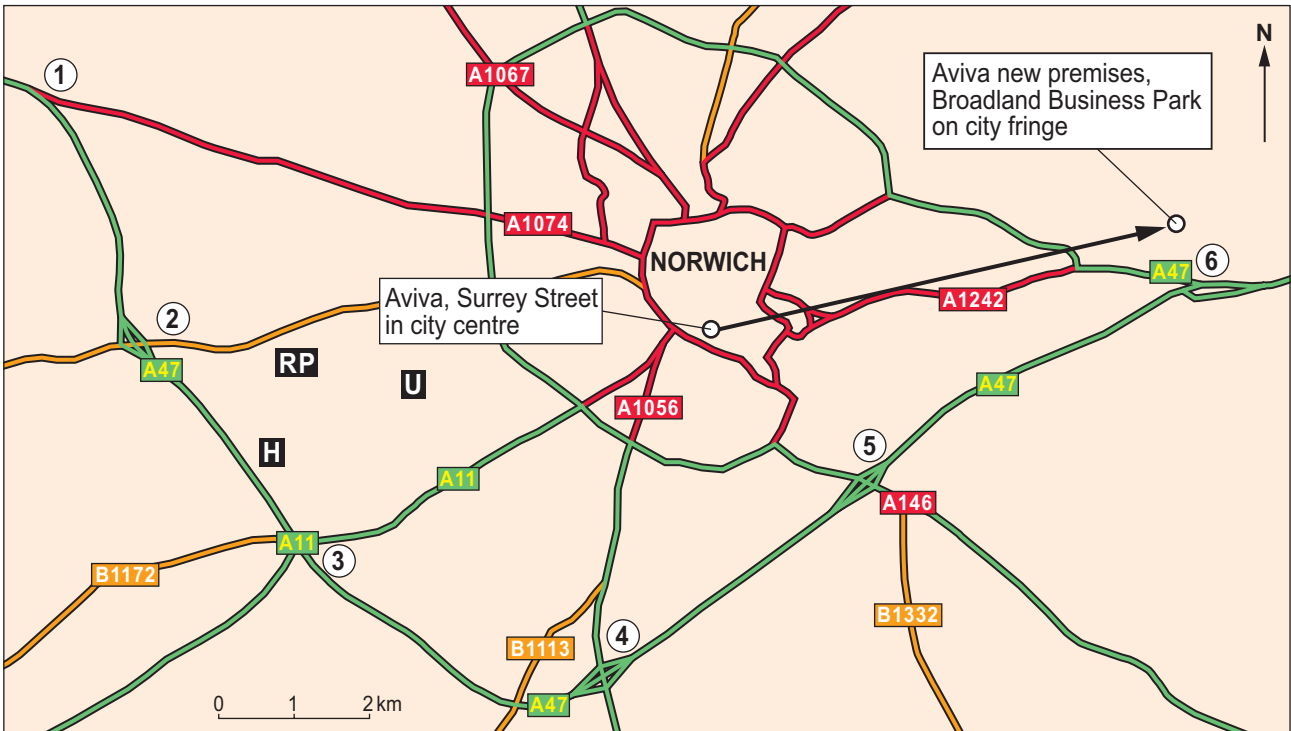 N
1
A1067
Aviva new premises,
Broadland Business Park
on city fringe
A1074
NORWICH
A47
6
Aviva, Surrey Street
in city centre
A1242
2
A47
RP
U
A47
A1056
H
A11
5
A146
A11
3
B1172
B1332
4
B1113
A47
0 1 2 km